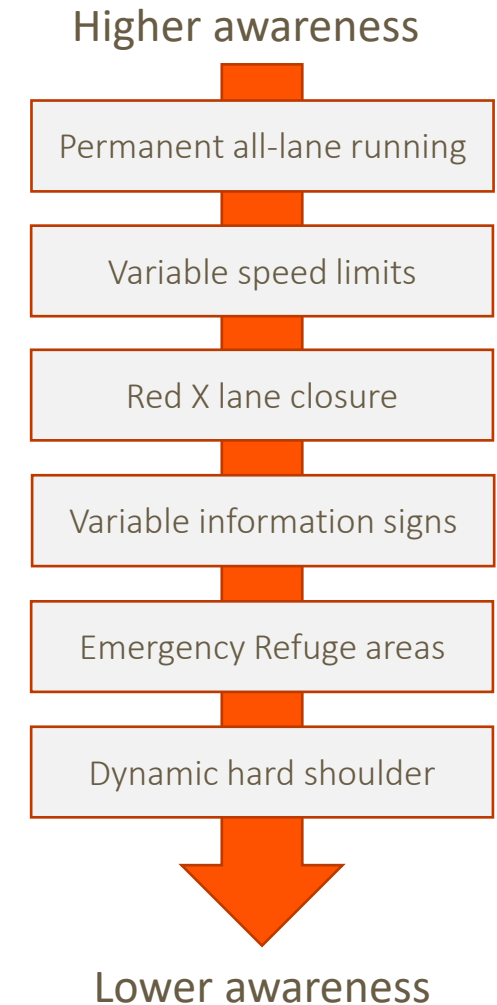 Higher awareness
Permanent all-lane running
Variable speed limits
Red X lane closure
Variable information signs
Emergency Refuge areas
Dynamic hard shoulder
Lower awareness